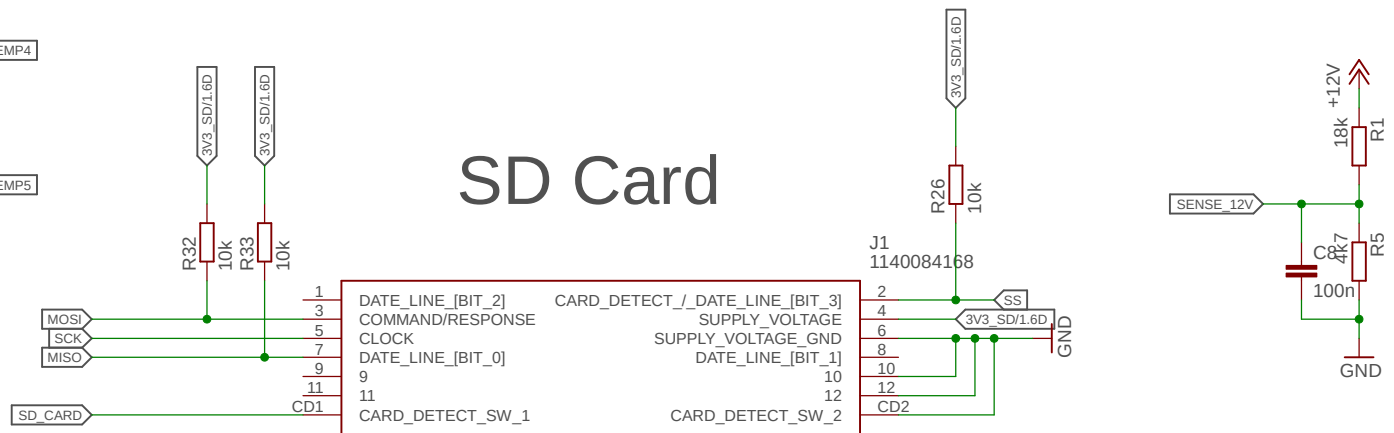 EMP4
EMP5
3V3_SD/1.6D
3V3_SD/1.6D
3V3_SD/1.6D
+12V
18k
R1
SD Card
R26
10k
SENSE_12V
R32
10k
R33
10k
C8
4k7
R5
100n
GND
J1
1140084168
1
DATE_LINE_[BIT_2]
CARD_DETECT_/_DATE_LINE_[BIT_3]
2
SS
MOSI
3
COMMAND/RESPONSE
SUPPLY_VOLTAGE
4
3V3_SD/1.6D
SCK
5
CLOCK
SUPPLY_VOLTAGE_GND
6
GND
MISO
7
DATE_LINE_[BIT_0]
DATE_LINE_[BIT_1]
8
9
9
10
10
11
11
12
12
SD_CARD
CD1
CARD_DETECT_SW_1
CARD_DETECT_SW_2
CD2